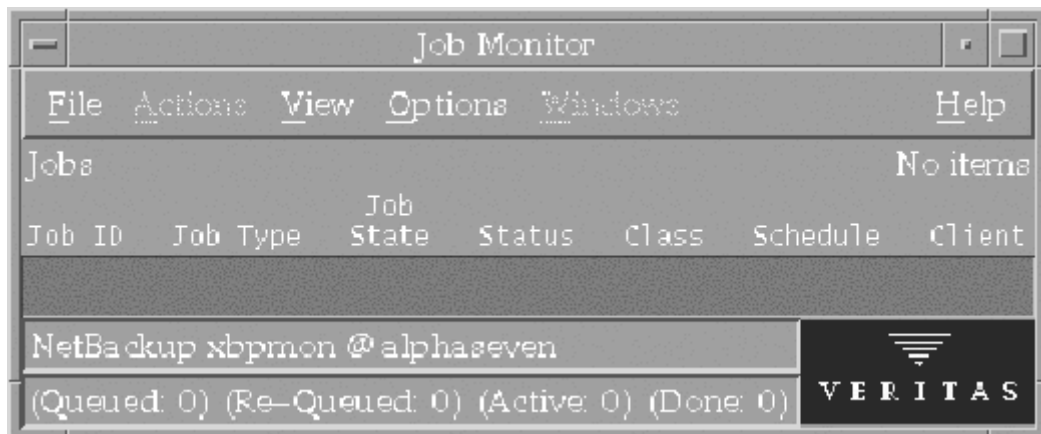 Job Monitor
File Actions View Options Windows Help
Jobs No items
Job ID Job Type Job State Status Class Schedule Client
NetBackup xbpmon @ alphaseven
(Queued: 0) (Re-Queued: 0) (Active: 0) (Done: 0)
VERITAS